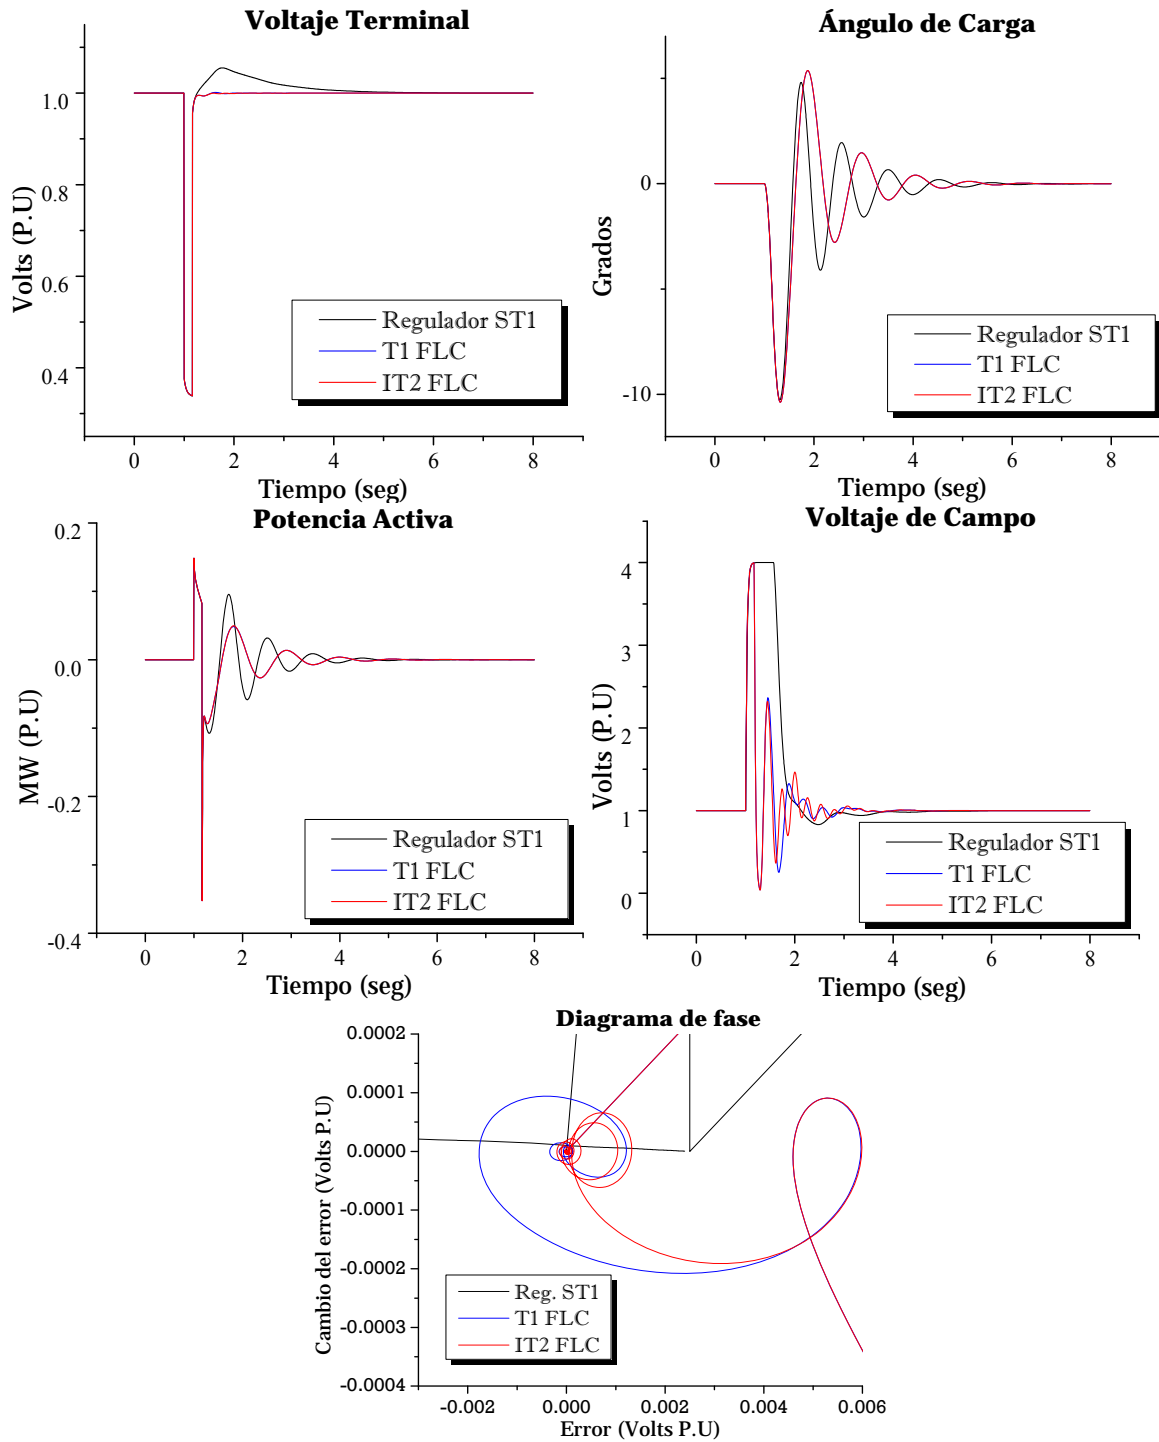 Voltaje Terminal
1.0
0.8
0.6
0.4
Volts (P.U)
Regulador ST1
T1 FLC
IT2 FLC
0
2
4
6
8
Tiempo (seg)
Ángulo de Carga
0
-10
Grados
Regulador ST1
T1 FLC
IT2 FLC
0
2
4
6
8
Tiempo (seg)
Potencia Activa
0.2
0.0
-0.2
-0.4
MW (P.U)
Regulador ST1
T1 FLC
IT2 FLC
0
2
4
6
8
Tiempo (seg)
Voltaje de Campo
4
3
2
1
0
Volts (P.U)
Regulador ST1
T1 FLC
IT2 FLC
0
2
4
6
8
Tiempo (seg)
Diagrama de fase
0.0002
0.0001
0.0000
-0.0001
-0.0002
-0.0003
-0.0004
Cambio del error (Volts P.U)
Reg. ST1
T1 FLC
IT2 FLC
-0.002
0.000
0.002
0.004
0.006
Error (Volts P.U)